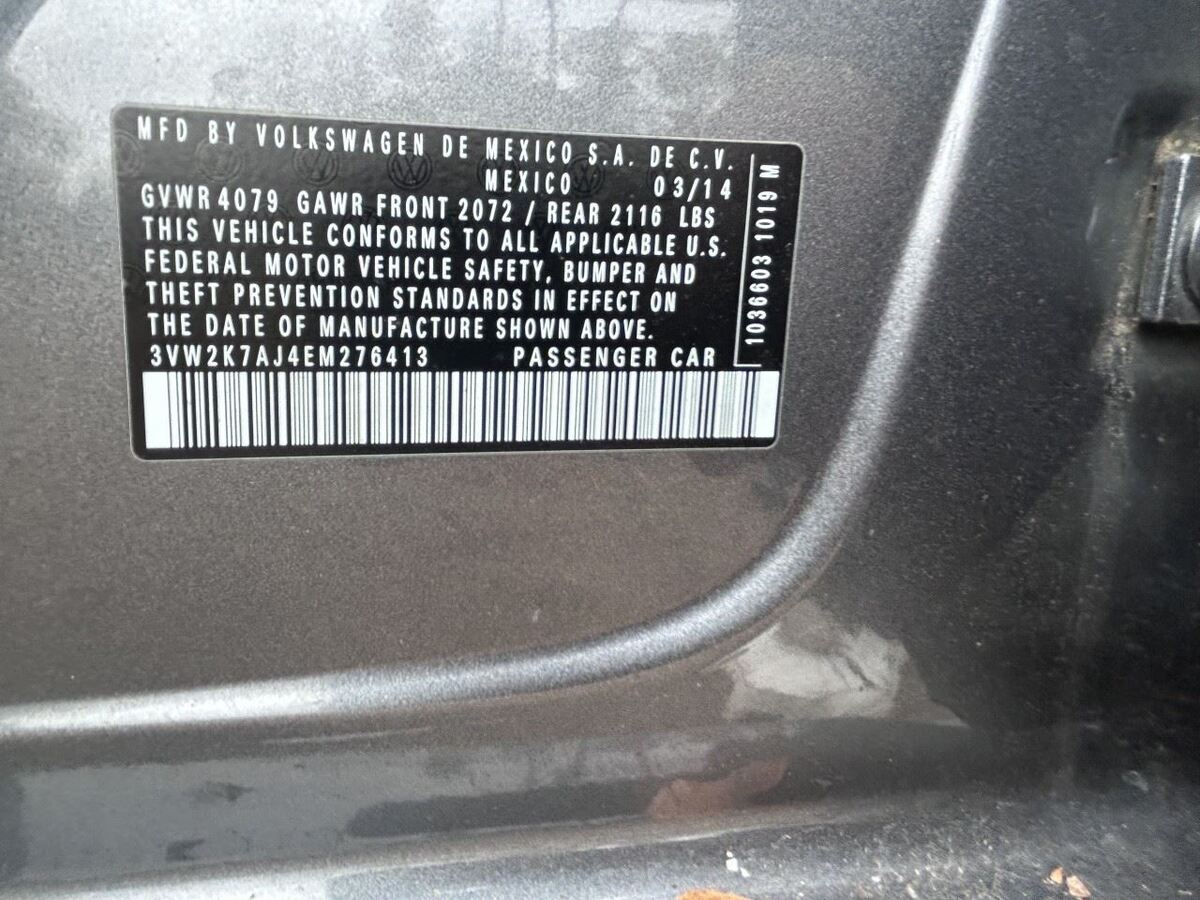 MFD BY VOLKSWAGEN DE MEXICO S.A. DE C.V.
MEXICO 03/14
GVWR 4079 GAWR FRONT 2072 / REAR 2116 LBS
THIS VEHICLE CONFORMS TO ALL APPLICABLE U.S.
FEDERAL MOTOR VEHICLE SAFETY, BUMPER AND
THEFT PREVENTION STANDARDS IN EFFECT ON
THE DATE OF MANUFACTURE SHOWN ABOVE.
3VW2K7AJ4EM276413 PASSENGER CAR
1036603 1019 M